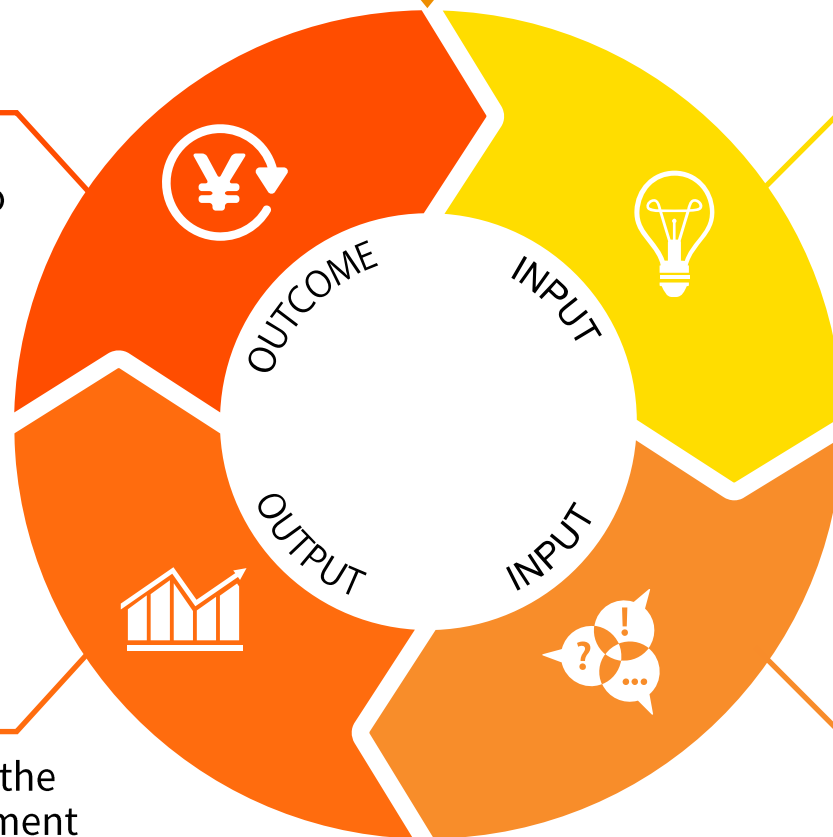 OUTCOME
INPUT
OUTPUT
INPUT
¥
!
?
...
the
ment